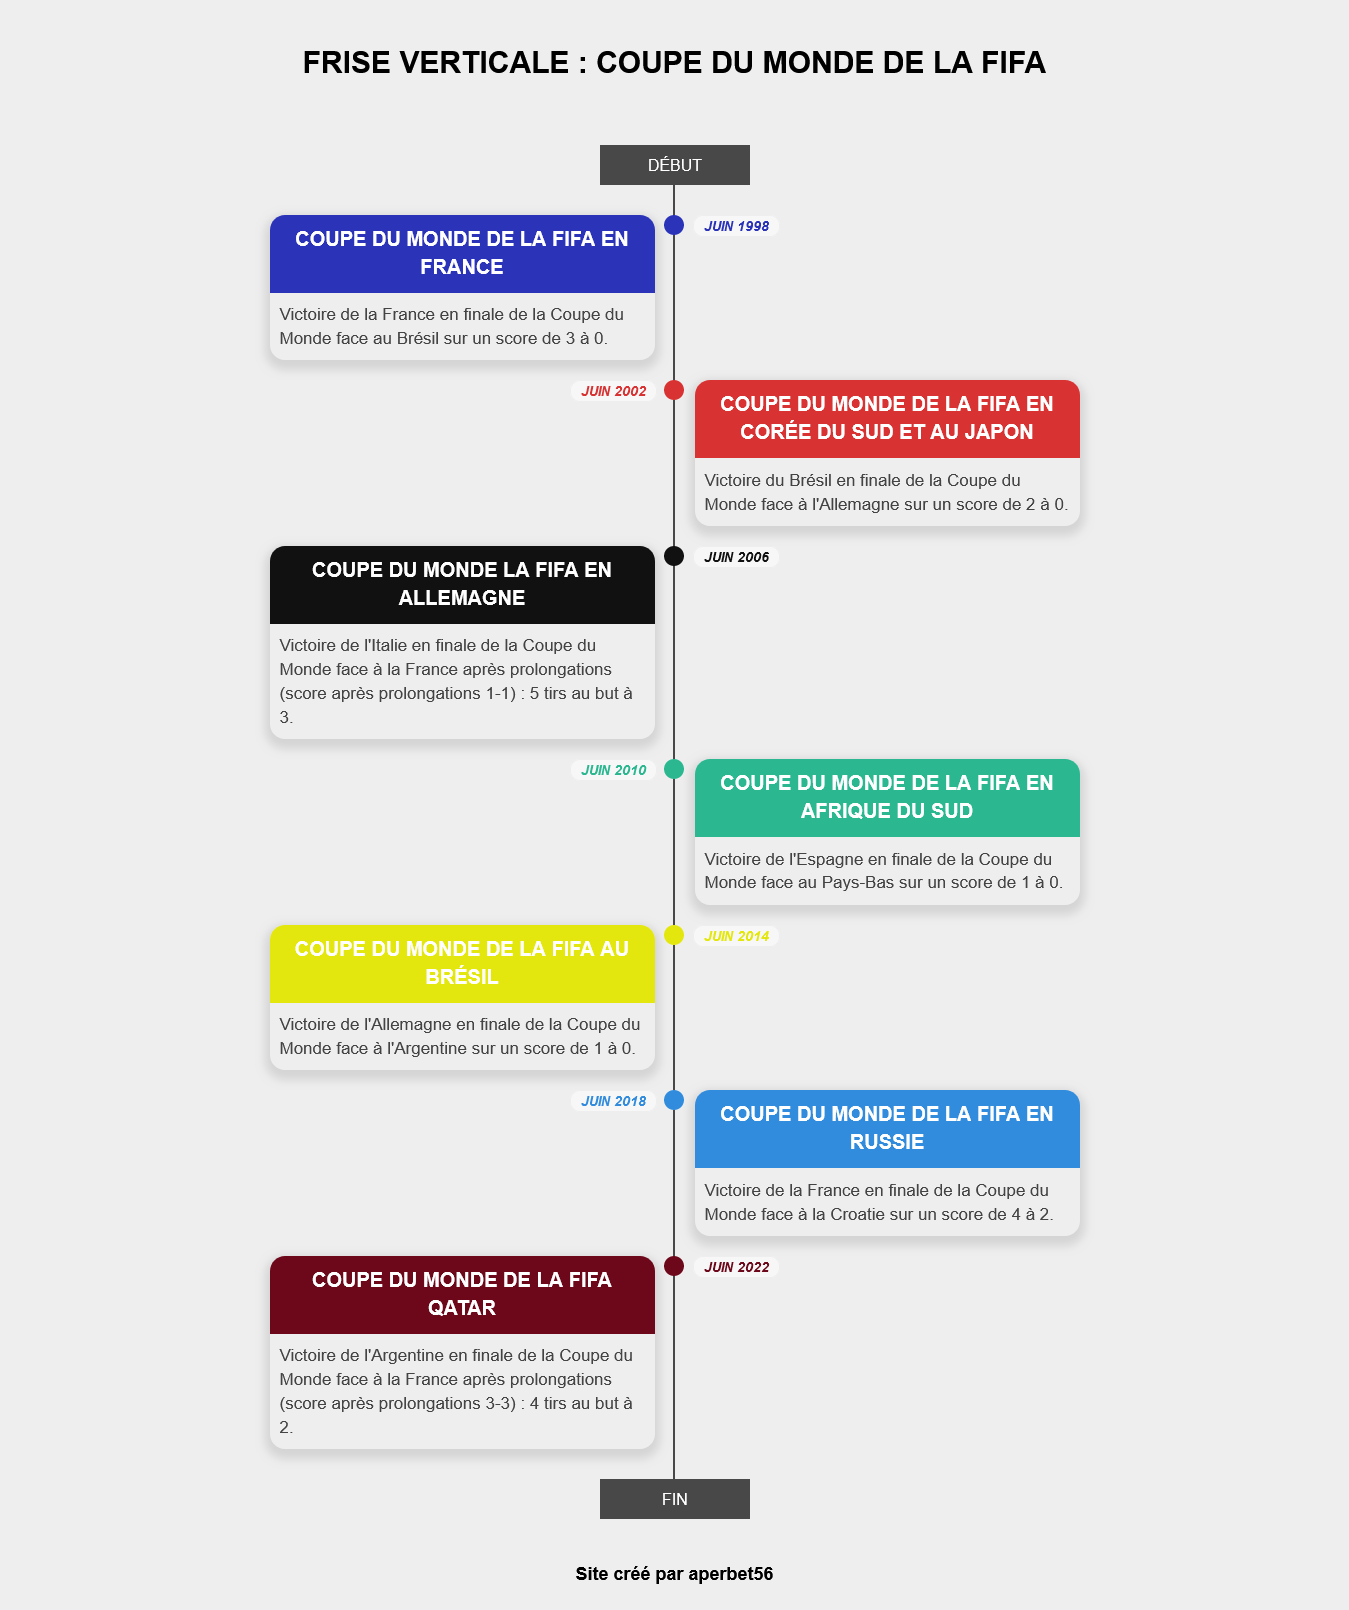 FRISE VERTICALE : COUPE DU MONDE DE LA FIFA
DÉBUT
JUIN 1998
COUPE DU MONDE DE LA FIFA EN
FRANCE
Victoire de la France en finale de la Coupe du
Monde face au Brésil sur un score de 3 à 0.
JUIN 2002
COUPE DU MONDE DE LA FIFA EN
CORÉE DU SUD ET AU JAPON
Victoire du Brésil en finale de la Coupe du
Monde face à l'Allemagne sur un score de 2 à 0.
JUIN 2006
COUPE DU MONDE LA FIFA EN
ALLEMAGNE
Victoire de l'Italie en finale de la Coupe du
Monde face à la France après prolongations
(score après prolongations 1-1) : 5 tirs au but à
3.
JUIN 2010
COUPE DU MONDE DE LA FIFA EN
AFRIQUE DU SUD
Victoire de l'Espagne en finale de la Coupe du
Monde face au Pays-Bas sur un score de 1 à 0.
JUIN 2014
COUPE DU MONDE DE LA FIFA AU
BRÉSIL
Victoire de l'Allemagne en finale de la Coupe du
Monde face à l'Argentine sur un score de 1 à 0.
JUIN 2018
COUPE DU MONDE DE LA FIFA EN
RUSSIE
Victoire de la France en finale de la Coupe du
Monde face à la Croatie sur un score de 4 à 2.
JUIN 2022
COUPE DU MONDE DE LA FIFA
QATAR
Victoire de l'Argentine en finale de la Coupe du
Monde face à la France après prolongations
(score après prolongations 3-3) : 4 tirs au but à
2.
FIN
Site créé par aperbet56